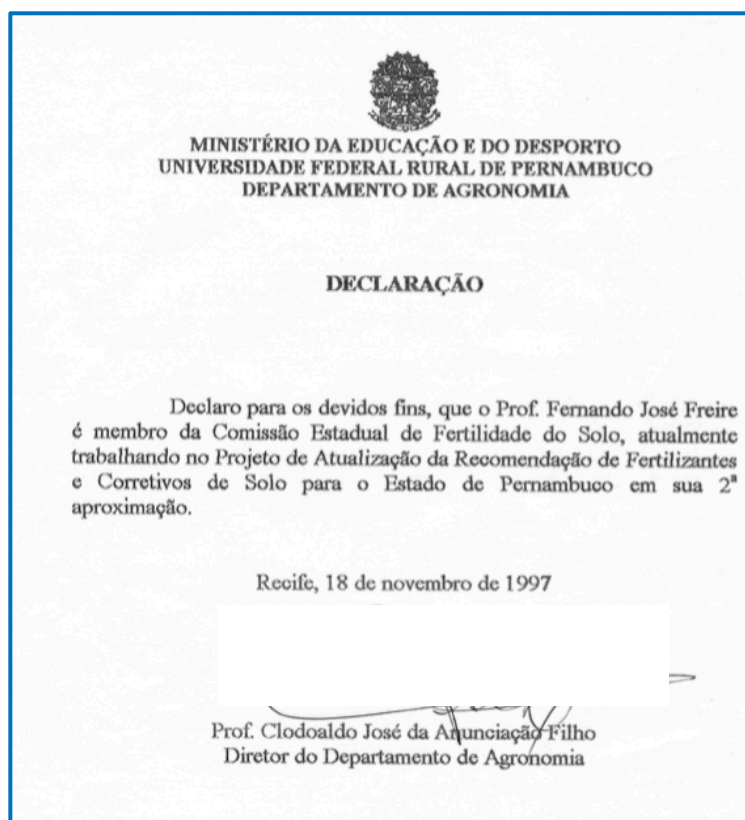 MINISTÉRIO DA EDUCAÇÃO E DO DESPORTO
UNIVERSIDADE FEDERAL RURAL DE PERNAMBUCO
DEPARTAMENTO DE AGRONOMIA
DECLARAÇÃO
Declaro para os devidos fins, que o Prof. Fernando José Freire
é membro da Comissão Estadual de Fertilidade do Solo, atualmente
trabalhando no Projeto de Atualização da Recomendação de Fertilizantes
e Corretivos de Solo para o Estado de Pernambuco em sua 2ª
aproximação.
Recife, 18 de novembro de 1997
Prof. Clodoaldo José da Anunciação Filho
Diretor do Departamento de Agronomia